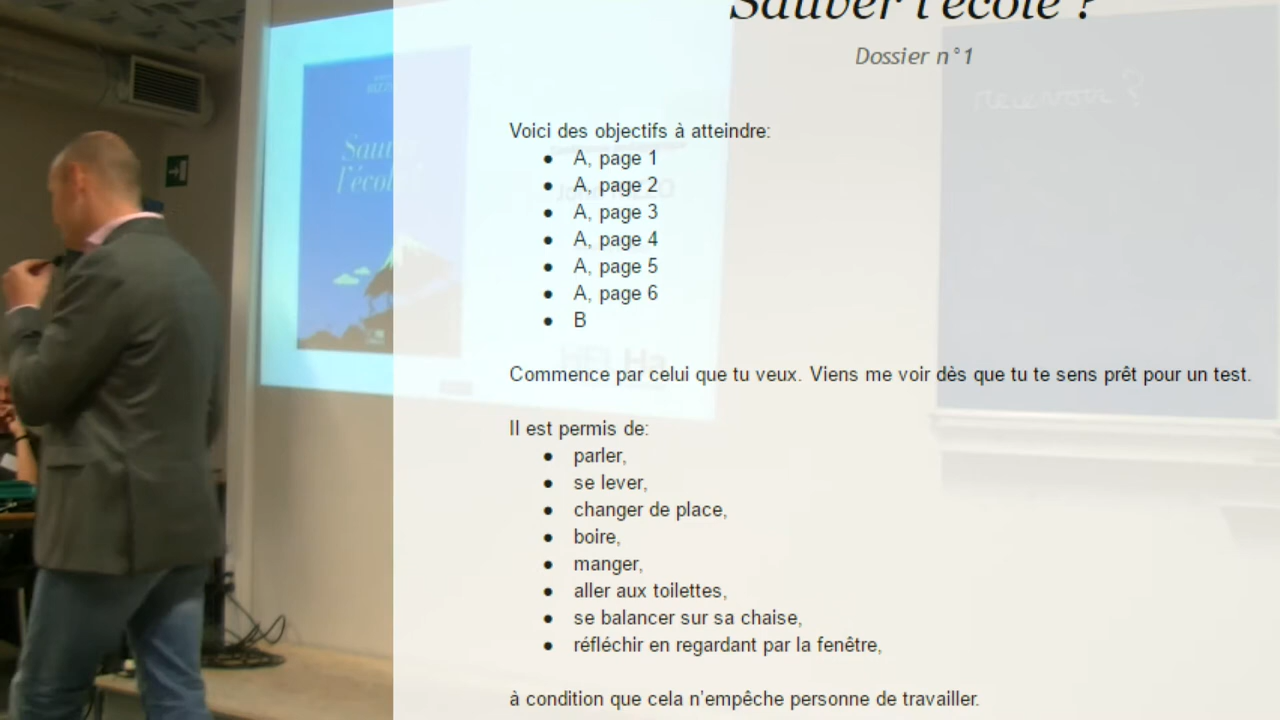 Sauver l'école ?
Dossier n°1
Voici des objectifs à atteindre:
● A, page 1
● A, page 2
● A, page 3
● A, page 4
● A, page 5
● A, page 6
● B
Commence par celui que tu veux. Viens me voir dès que tu te sens prêt pour un test.
Il est permis de:
● parler,
● se lever,
● changer de place,
● boire,
● manger,
● aller aux toilettes,
● se balancer sur sa chaise,
● réfléchir en regardant par la fenêtre,
à condition que cela n'empêche personne de travailler.